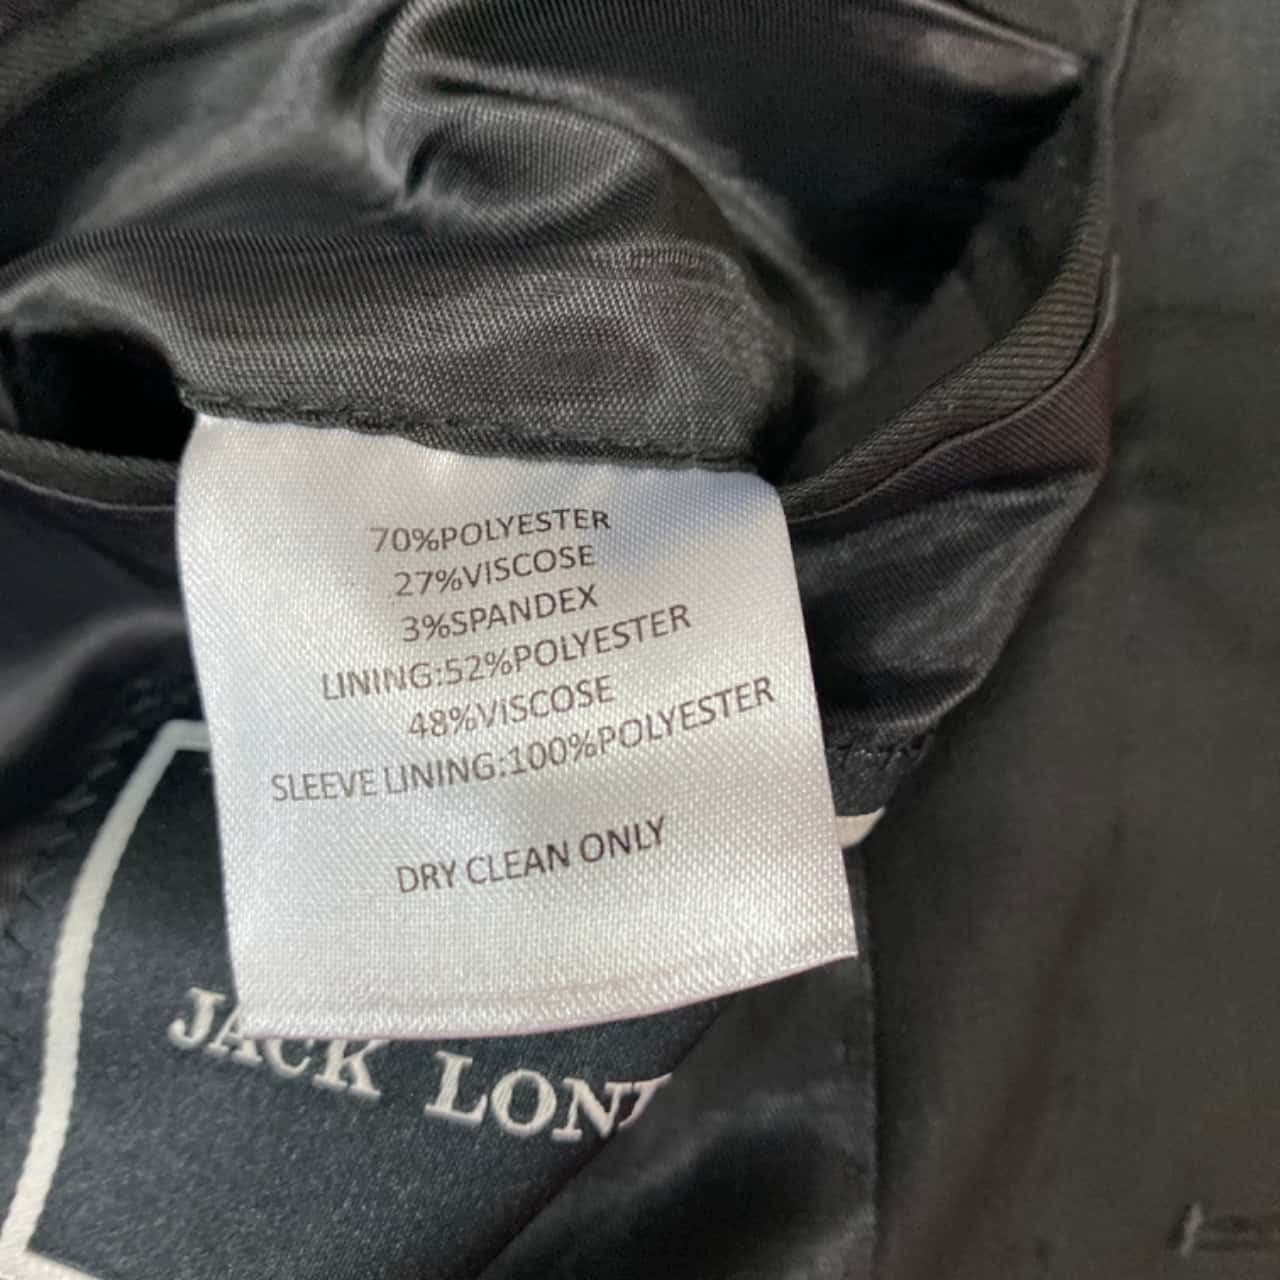 70%POLYESTER
27%VISCOSE
3%SPANDEX
LINING:52%POLYESTER
48%VISCOSE
SLEEVE LINING:100%POLYESTER
DRY CLEAN ONLY
JACK LON